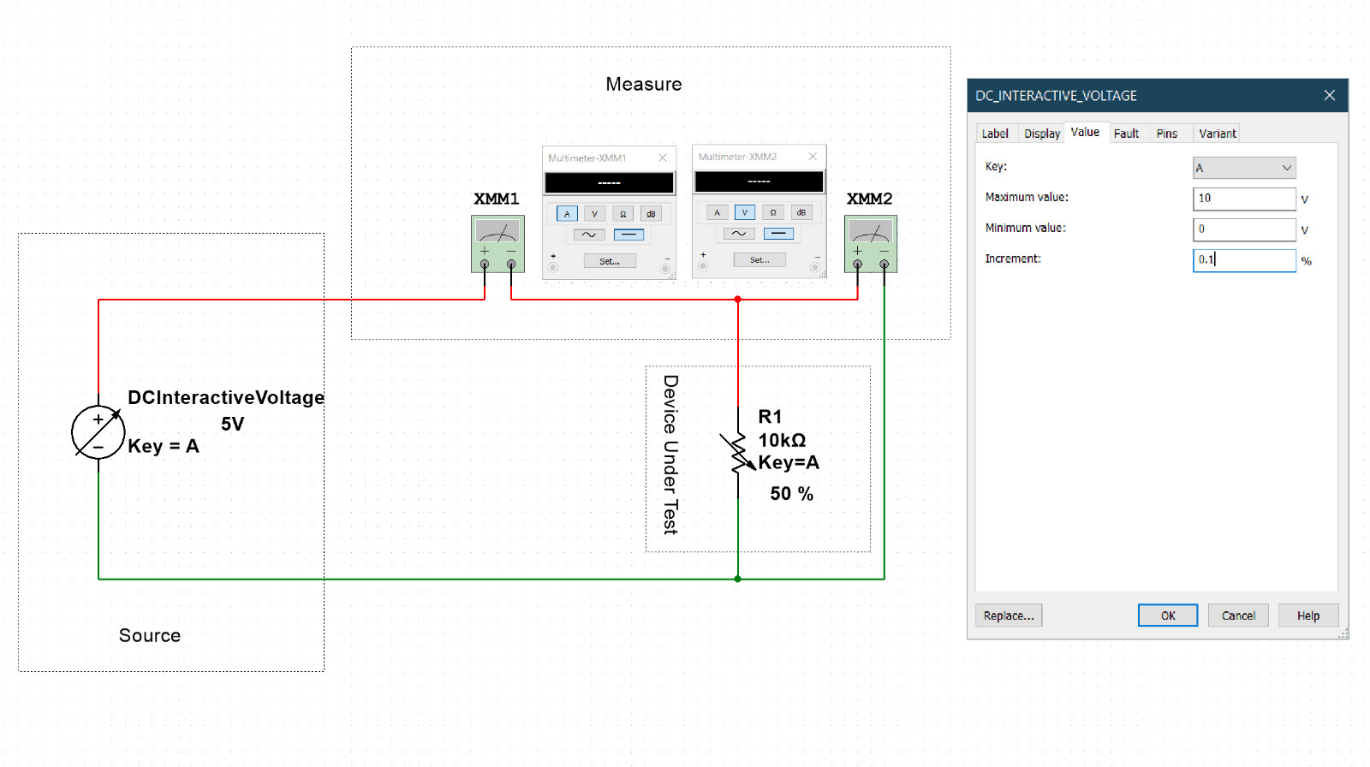 Measure
Multimeter-XMM1
-----
A V Ω dB
Set...
+ −
Multimeter-XMM2
-----
A V Ω dB
Set...
+ −
XMM1
+ −
XMM2
+ −
DCInteractiveVoltage
5V
Key = A
+
−
Source
Device Under Test
R1
10kΩ
Key=A
50 %
DC_INTERACTIVE_VOLTAGE
Label Display Value Fault Pins Variant
Key: A
Maximum value: 10 V
Minimum value: 0 V
Increment: 0.1 %
Replace... OK Cancel Help